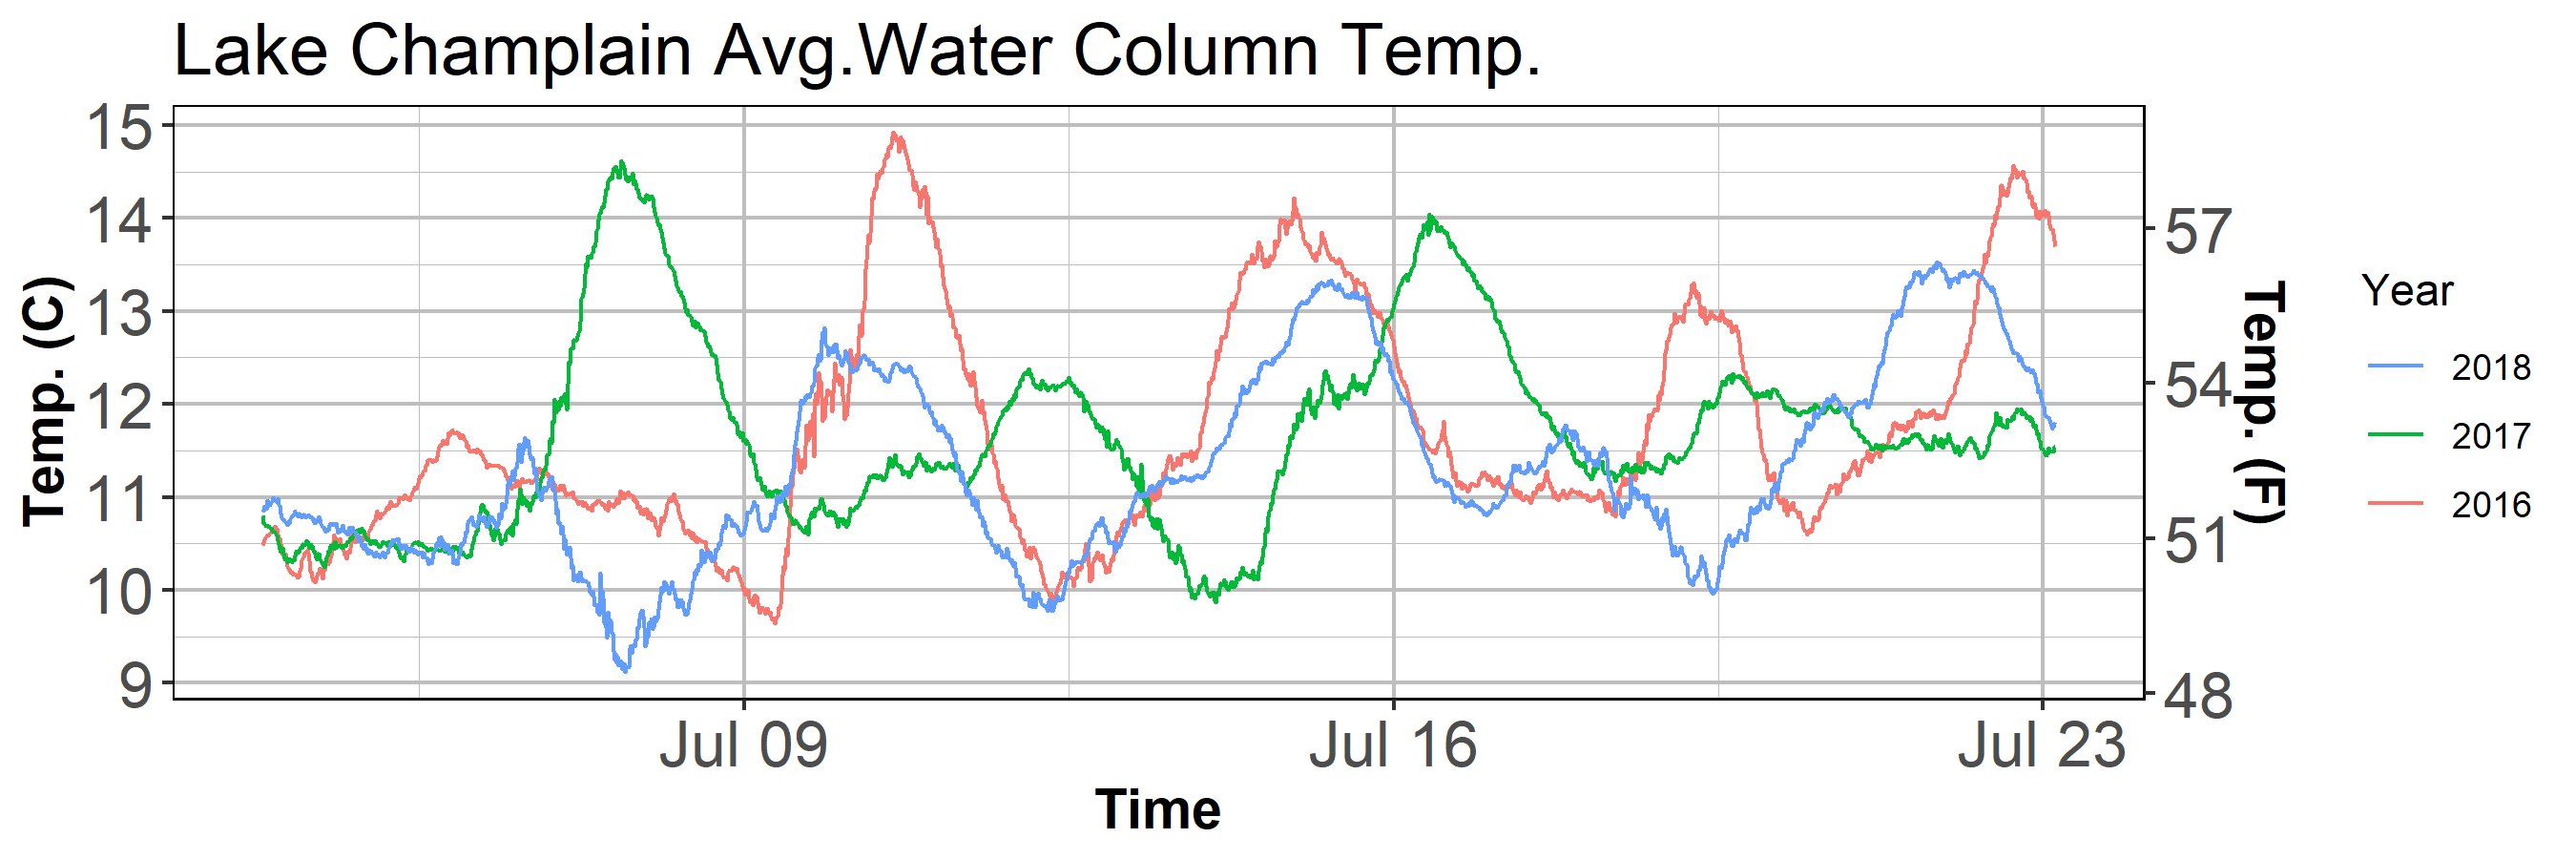 Lake Champlain Avg.Water Column Temp.
Temp. (C)
15
14
13
12
11
10
9
57
54
51
48
Temp. (F)
Jul 09
Jul 16
Jul 23
Time
Year
2018
2017
2016